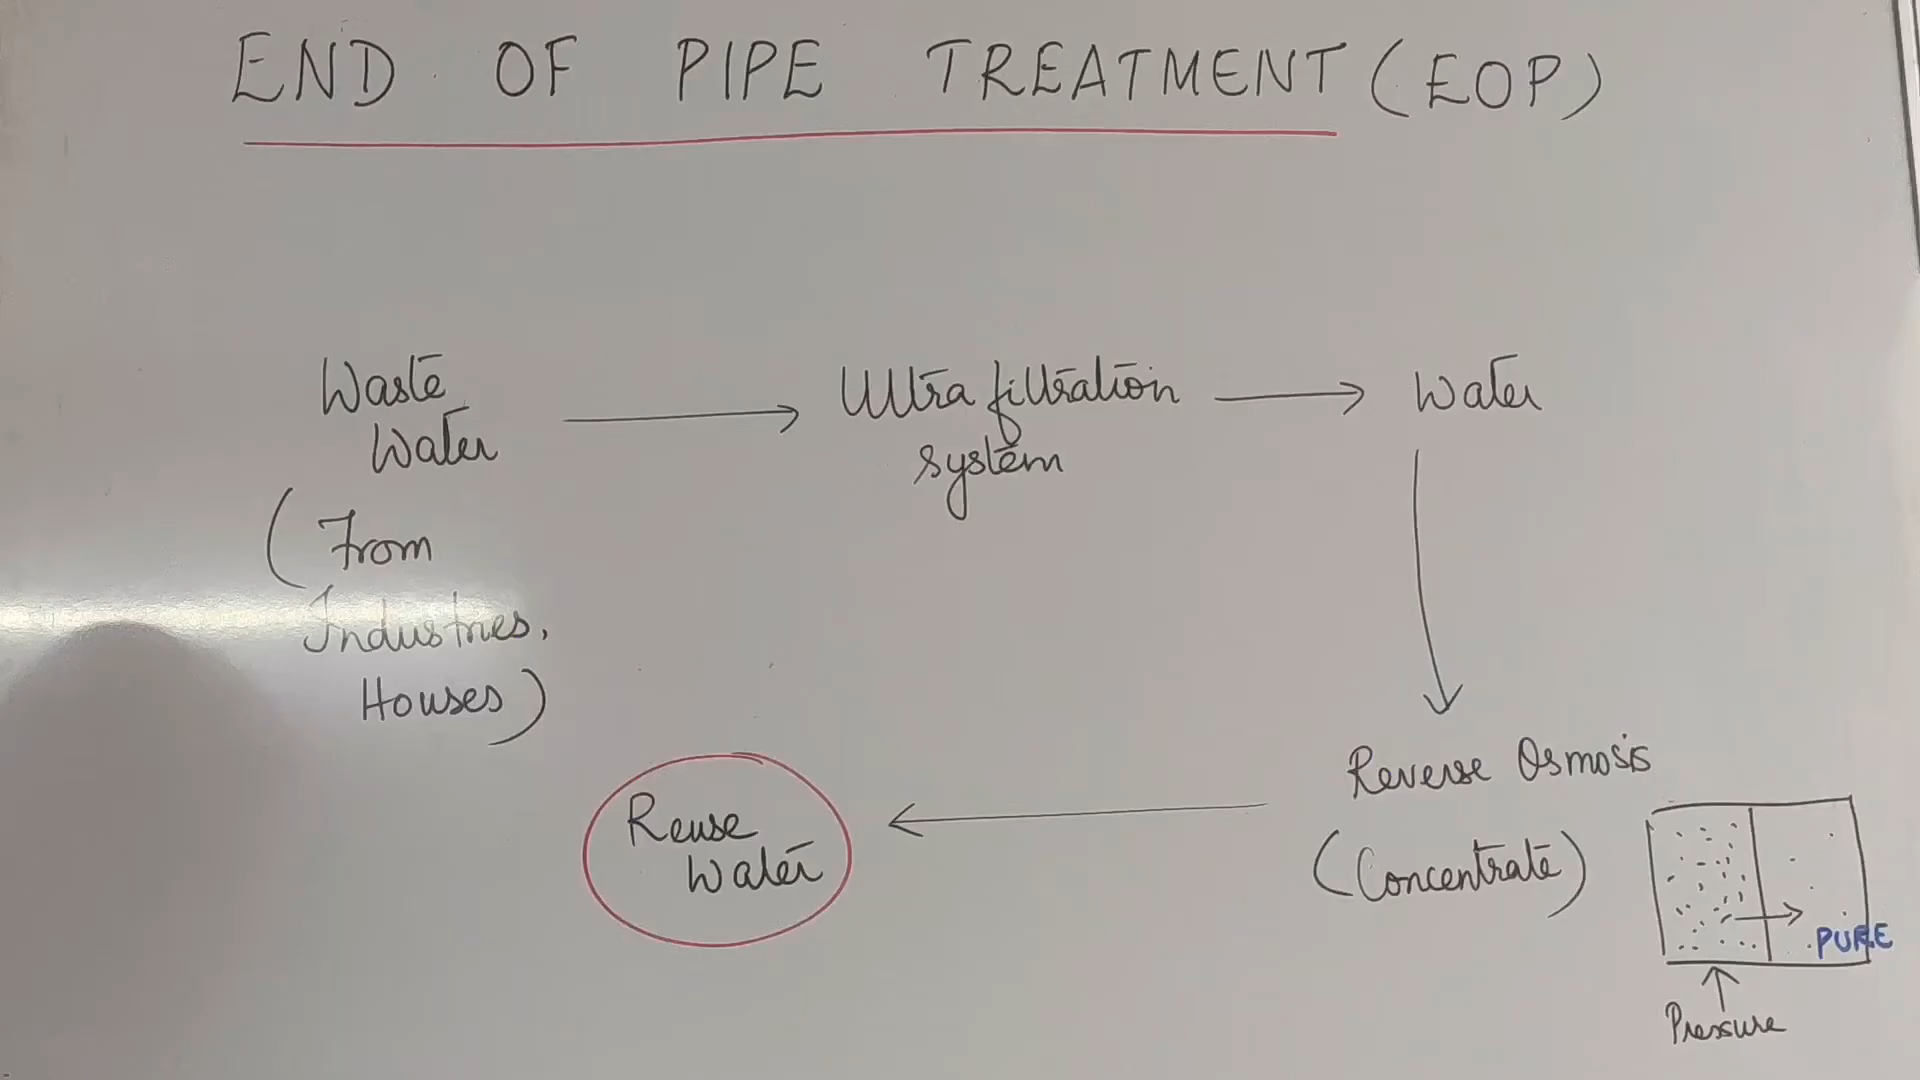 END OF PIPE TREATMENT (EOP)
Waste
Water
(From
Industries,
Houses)
Ultra filtration
system
Water
Reverse Osmosis
(Concentrate)
PURE
Pressure
Reuse
Water